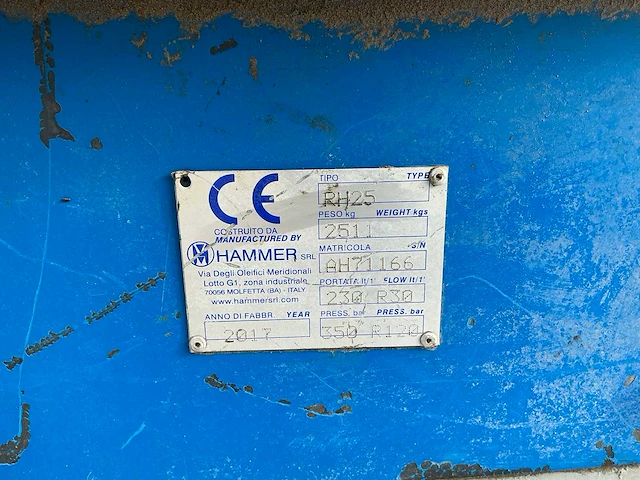 CE
COSTRUITO DA
MANUFACTURED BY
HAMMER SRL
Via Degli Oleifici Meridionali
Lotto G1, zona industriale
70056 MOLFETTA (BA) - ITALY
www.hammersrl.com
ANNO DI FABBR. YEAR
2017
TIPO TYPE
RH25
PESO kg WEIGHT kgs
2511
MATRICOLA S/N
AH71166
PORTATA lt/1' FLOW lt/1'
230 R30
PRESS. bar PRESS. bar
350 R120